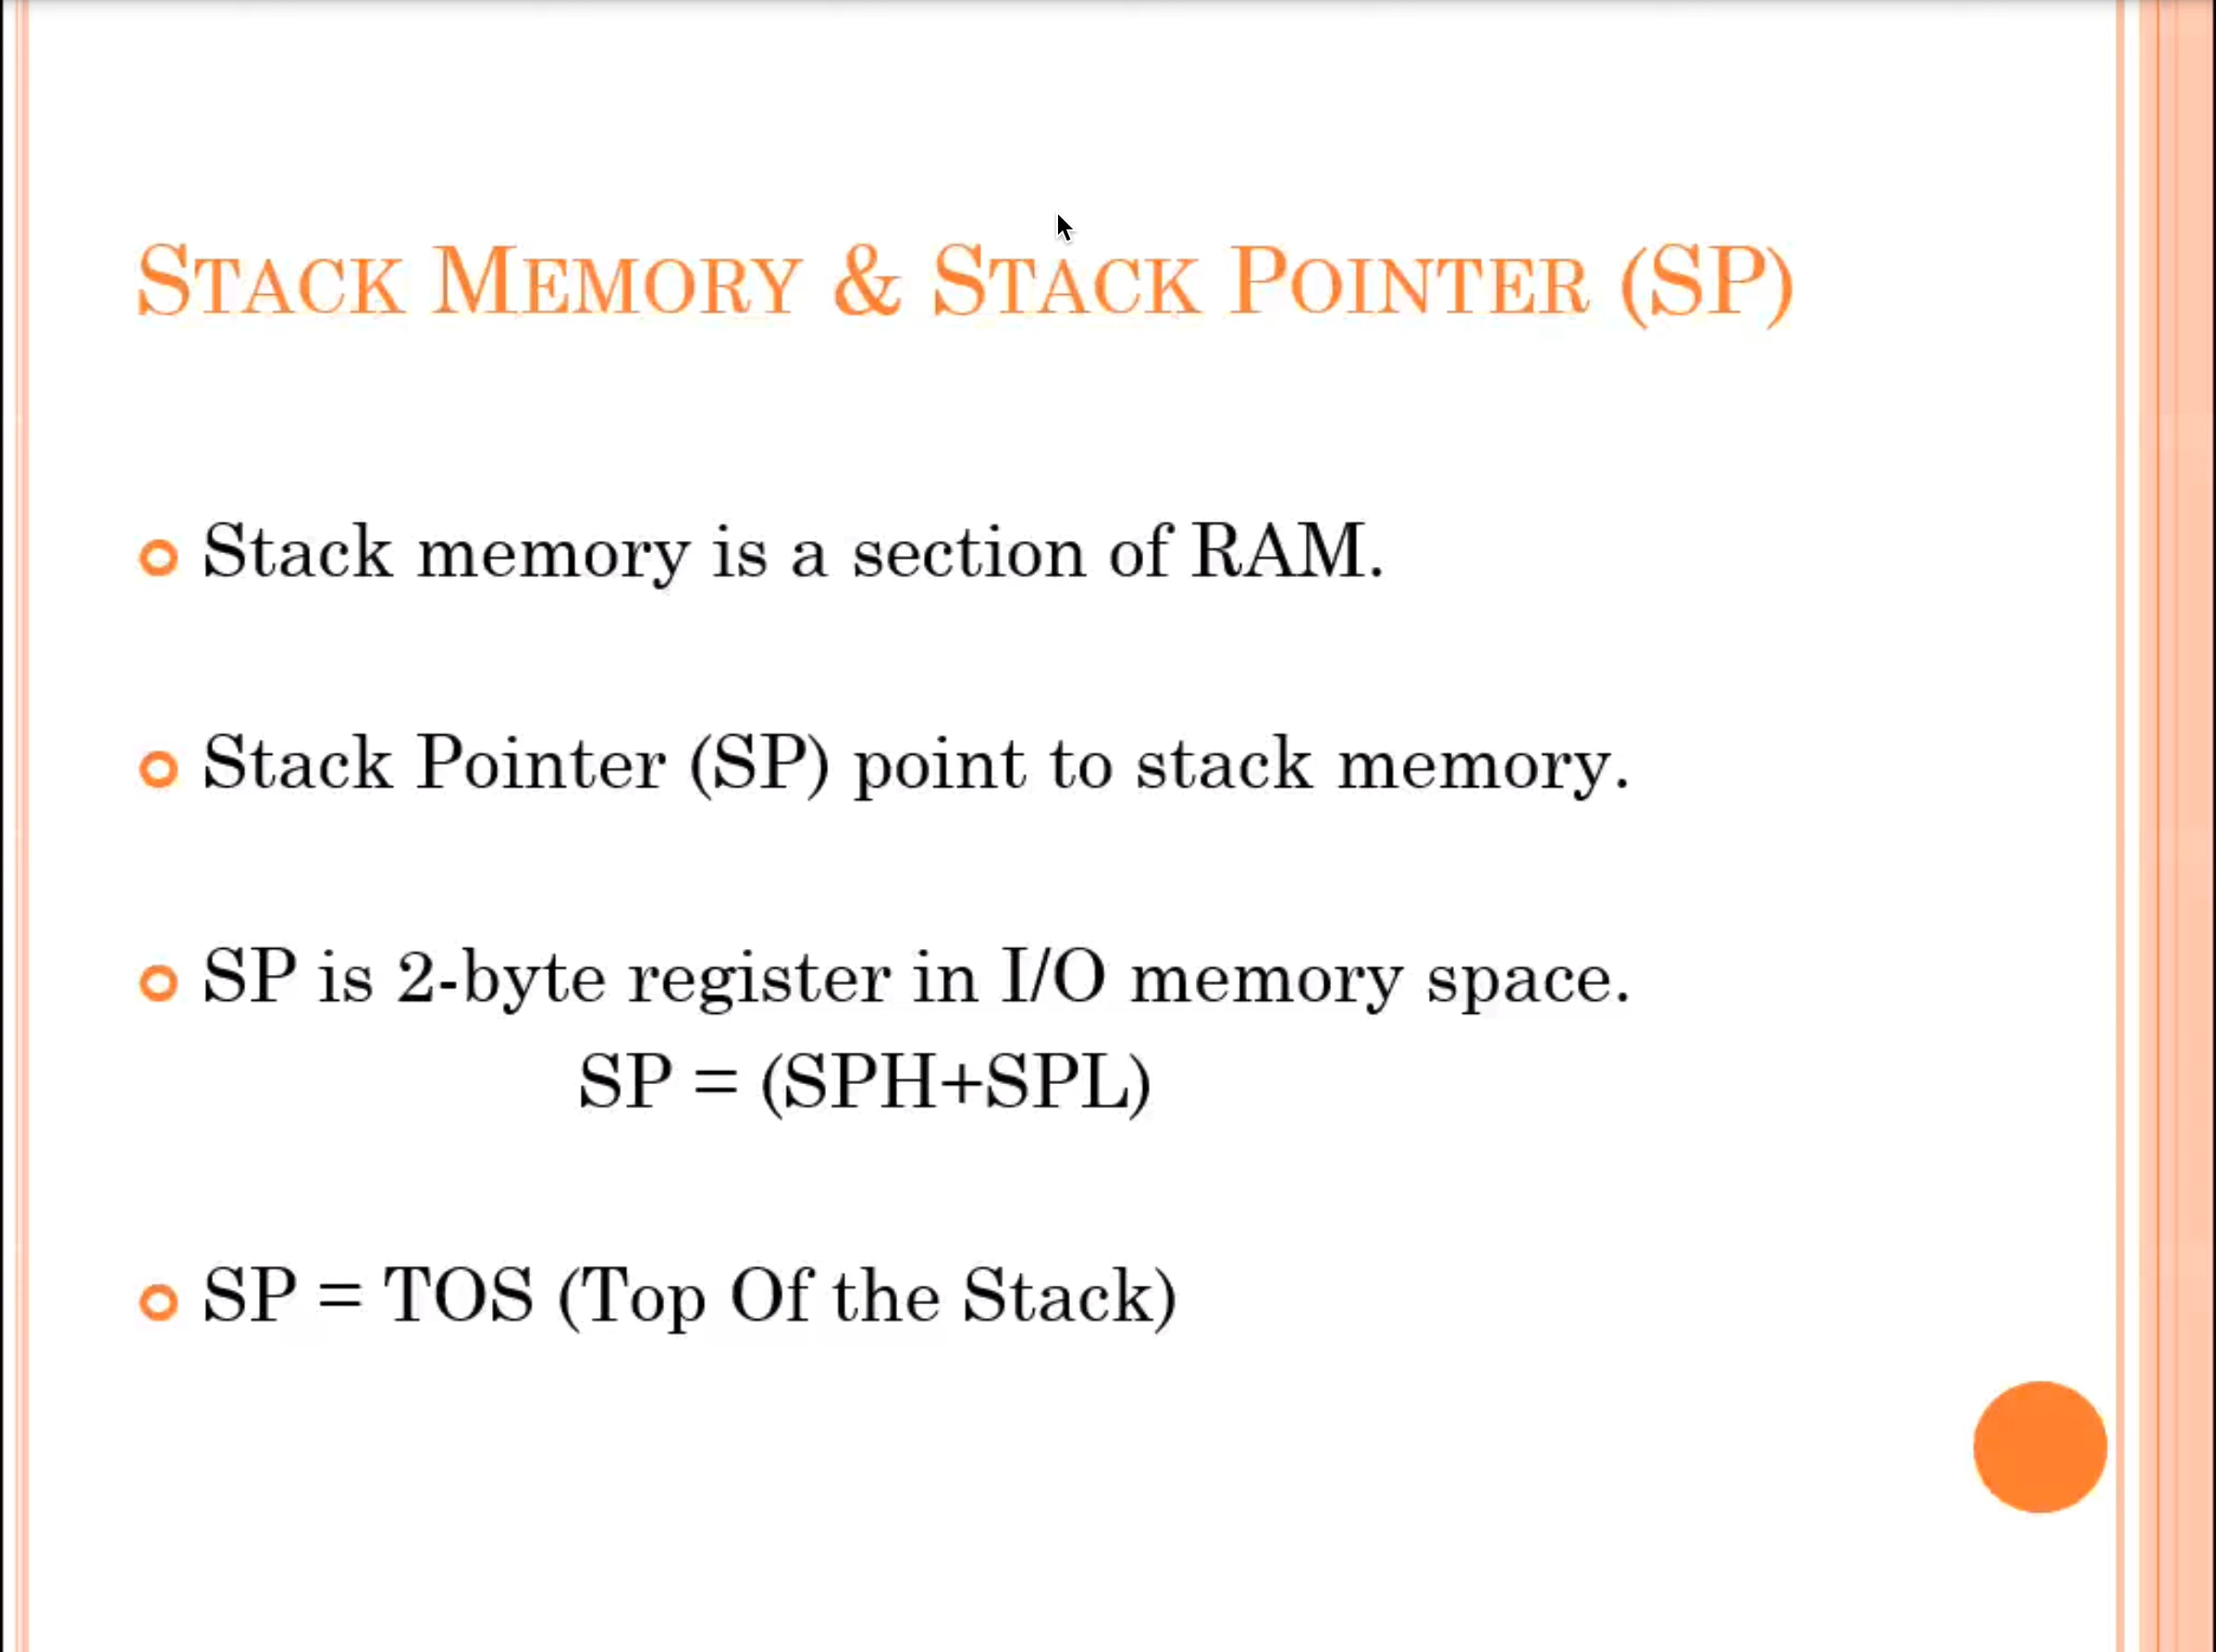 STACK MEMORY & STACK POINTER (SP)
Stack memory is a section of RAM.
Stack Pointer (SP) point to stack memory.
SP is 2-byte register in I/O memory space.
SP = (SPH+SPL)
SP = TOS (Top Of the Stack)